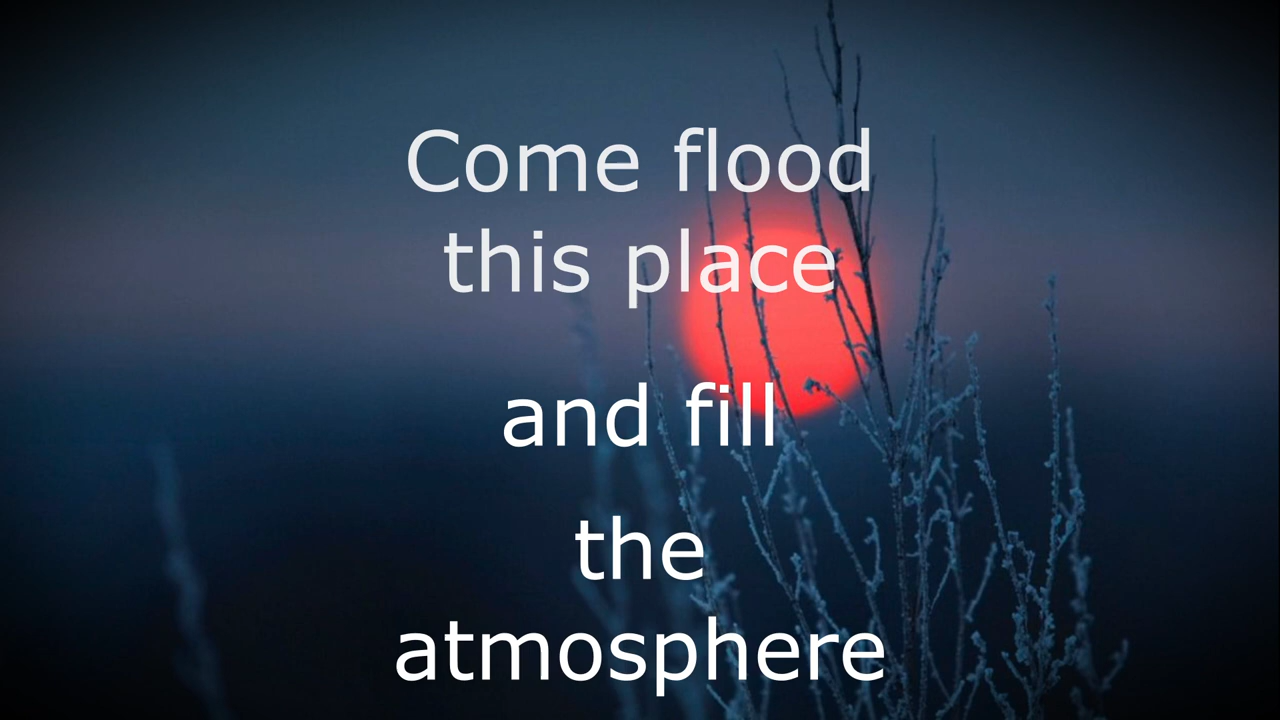 Come flood
this place
and fill
the
atmosphere